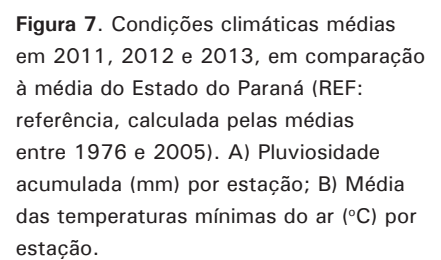 Figura 7. Condições climáticas médias
em 2011, 2012 e 2013, em comparação
à média do Estado do Paraná (REF:
referência, calculada pelas médias
entre 1976 e 2005). A) Pluviosidade
acumulada (mm) por estação; B) Média
das temperaturas mínimas do ar (ºC) por
estação.